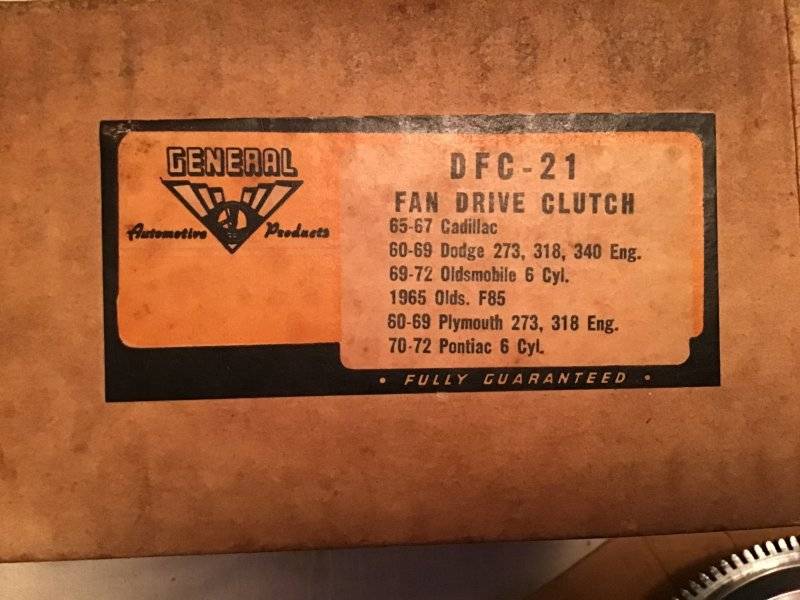 GENERAL
Automotive Products
DFC-21
FAN DRIVE CLUTCH
65-67 Cadillac
60-69 Dodge 273, 318, 340 Eng.
69-72 Oldsmobile 6 Cyl.
1965 Olds. F85
60-69 Plymouth 273, 318 Eng.
70-72 Pontiac 6 Cyl.
• FULLY GUARANTEED •